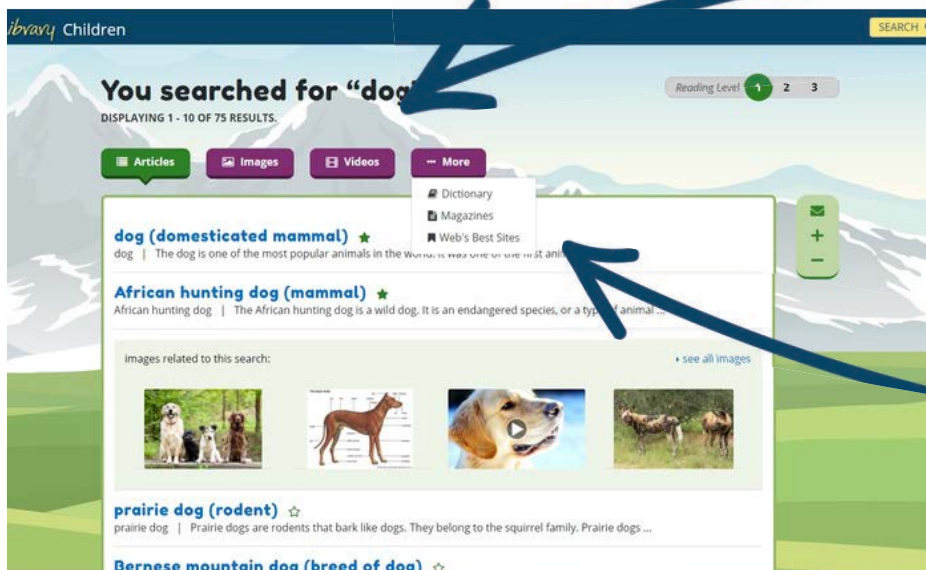 Children
SEARCH
You searched for “dog”
Reading Level 1 2 3
DISPLAYING 1 - 10 OF 75 RESULTS.
Articles Images Videos More
Dictionary
Magazines
Web's Best Sites
dog (domesticated mammal)
dog | The dog is one of the most popular animals in the world. It was one of the first
African hunting dog (mammal)
African hunting dog | The African hunting dog is a wild dog. It is an endangered species, or a type of animal ...
images related to this search:
see all images
prairie dog (rodent)
prairie dog | Prairie dogs are rodents that bark like dogs. They belong to the squirrel family. Prairie dogs ...
Bernese mountain dog (breed of dog)